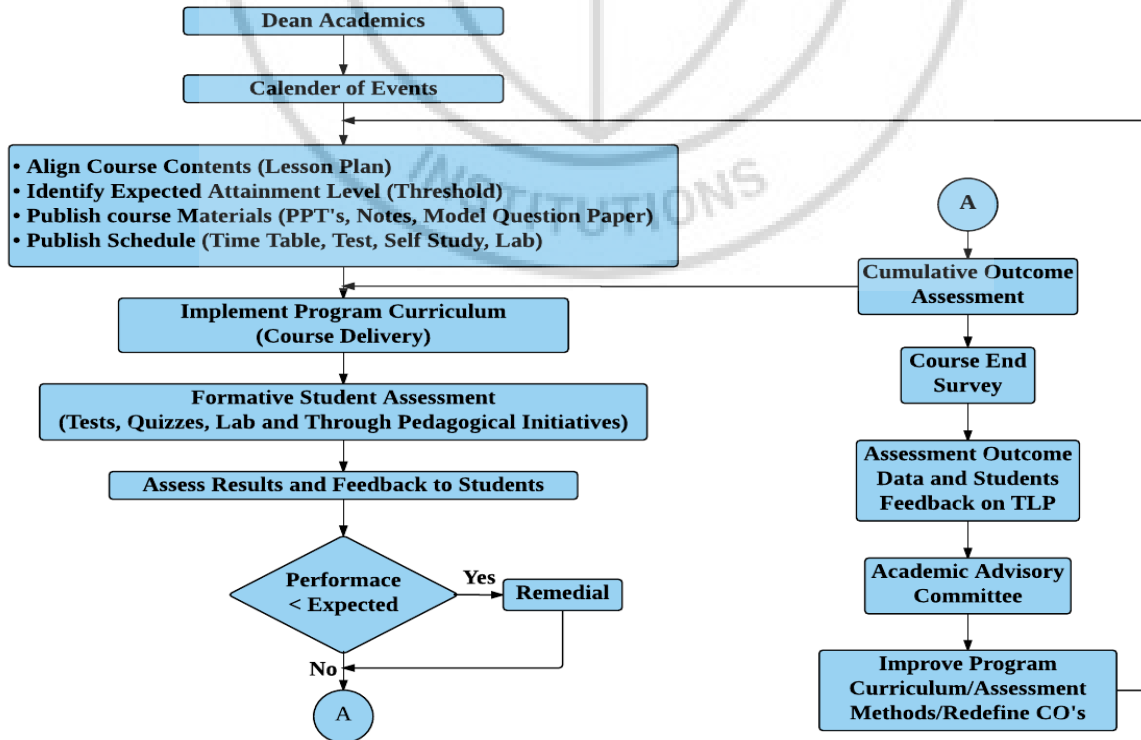 Dean Academics
Calender of Events
• Align Course Contents (Lesson Plan)
• Identify Expected Attainment Level (Threshold)
• Publish course Materials (PPT's, Notes, Model Question Paper)
• Publish Schedule (Time Table, Test, Self Study, Lab)
INSTITUTIONS
Implement Program Curriculum
(Course Delivery)
Formative Student Assessment
(Tests, Quizzes, Lab and Through Pedagogical Initiatives)
Assess Results and Feedback to Students
Performace
< Expected
Yes
Remedial
No
A
A
Cumulative Outcome
Assessment
Course End
Survey
Assessment Outcome
Data and Students
Feedback on TLP
Academic Advisory
Committee
Improve Program
Curriculum/Assessment
Methods/Redefine CO's